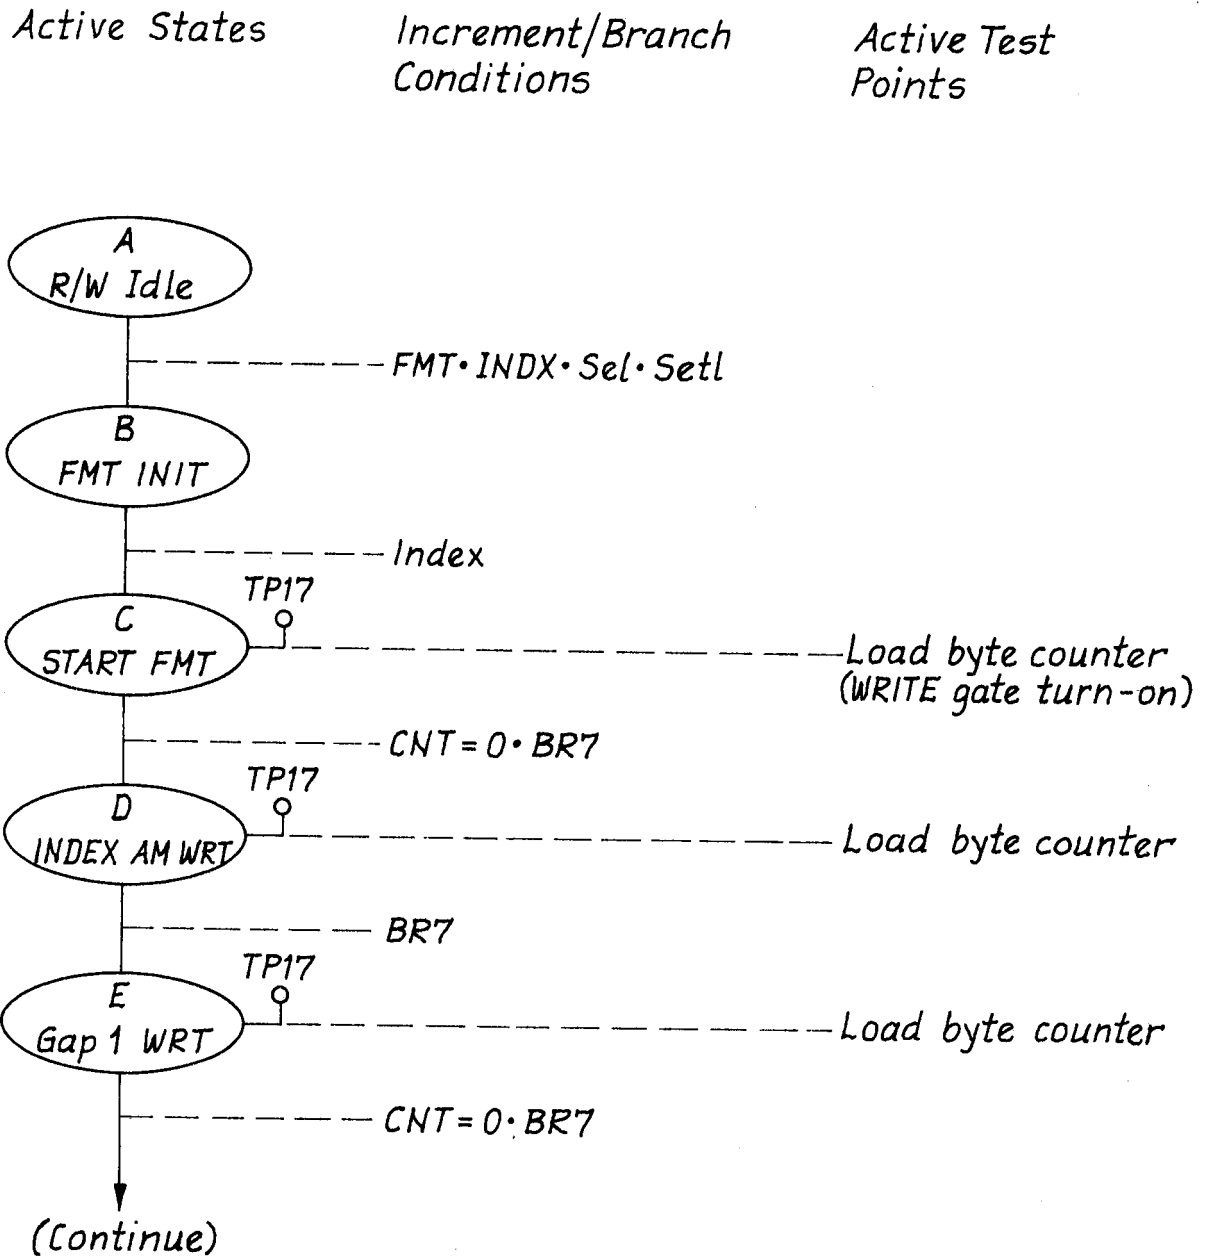 Active States
Increment/Branch
Conditions
Active Test
Points
A
R/W Idle
FMT•INDX•Sel•Setl
B
FMT INIT
Index
TP17
C
START FMT
Load byte counter
(WRITE gate turn-on)
CNT=0•BR7
TP17
D
INDEX AM WRT
Load byte counter
BR7
TP17
E
Gap 1 WRT
Load byte counter
CNT=0•BR7
(Continue)